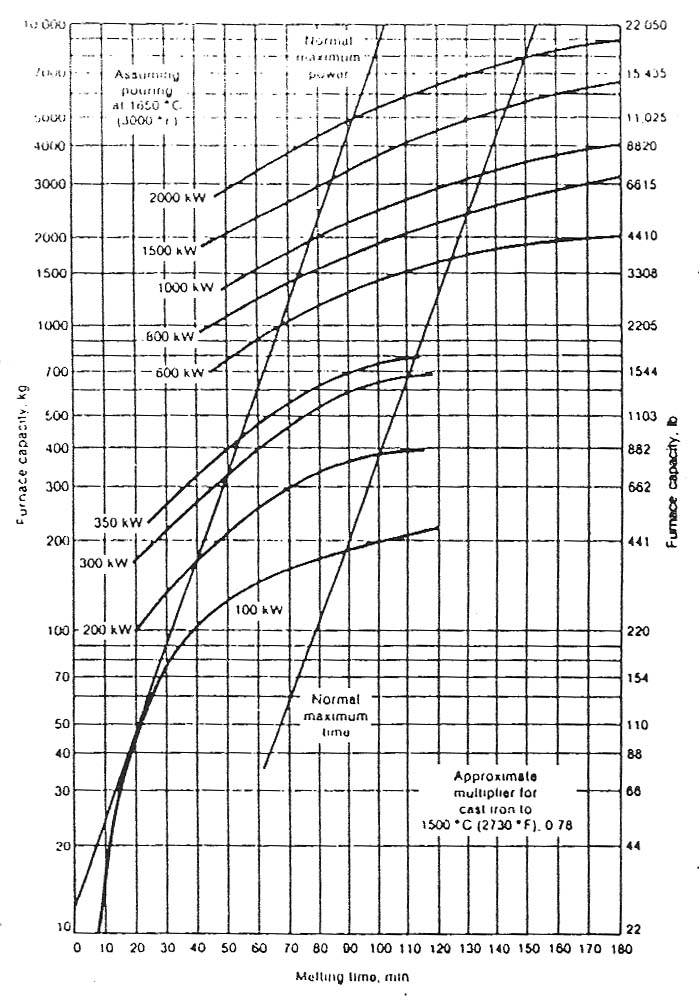 10,000
7000
5000
4000
3000
2000
1500
1000
700
500
400
300
200
100
70
50
40
30
20
10
Furnace capacity, kg
Assuming
pouring
at 1650 °C
(3000 °F)
Normal
maximum
power
2000 kW
1500 kW
1000 kW
800 kW
600 kW
350 kW
300 kW
200 kW
100 kW
Normal
maximum
time
Approximate
multiplier for
cast iron to
1500 °C (2730 °F), 0.78
22 050
15 435
11,025
8820
6615
4410
3308
2205
1544
1103
882
662
441
220
154
110
88
66
44
22
Furnace capacity, lb
0 10 20 30 40 50 60 70 80 90 100 110 120 130 140 150 160 170 180
Melting time, min